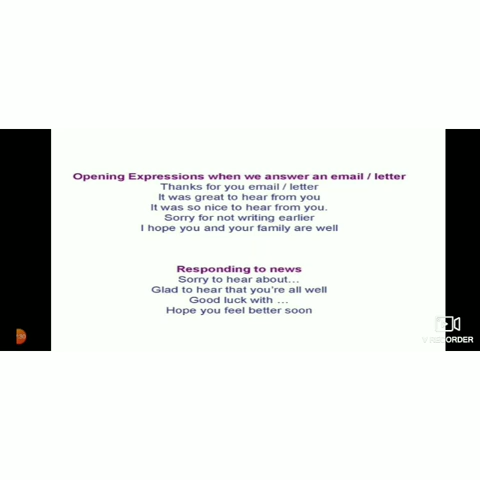 Opening Expressions when we answer an email / letter
Thanks for you email / letter
It was great to hear from you
It was so nice to hear from you.
Sorry for not writing earlier
I hope you and your family are well
Responding to news
Sorry to hear about...
Glad to hear that you're all well
Good luck with ...
Hope you feel better soon
V RECORDER